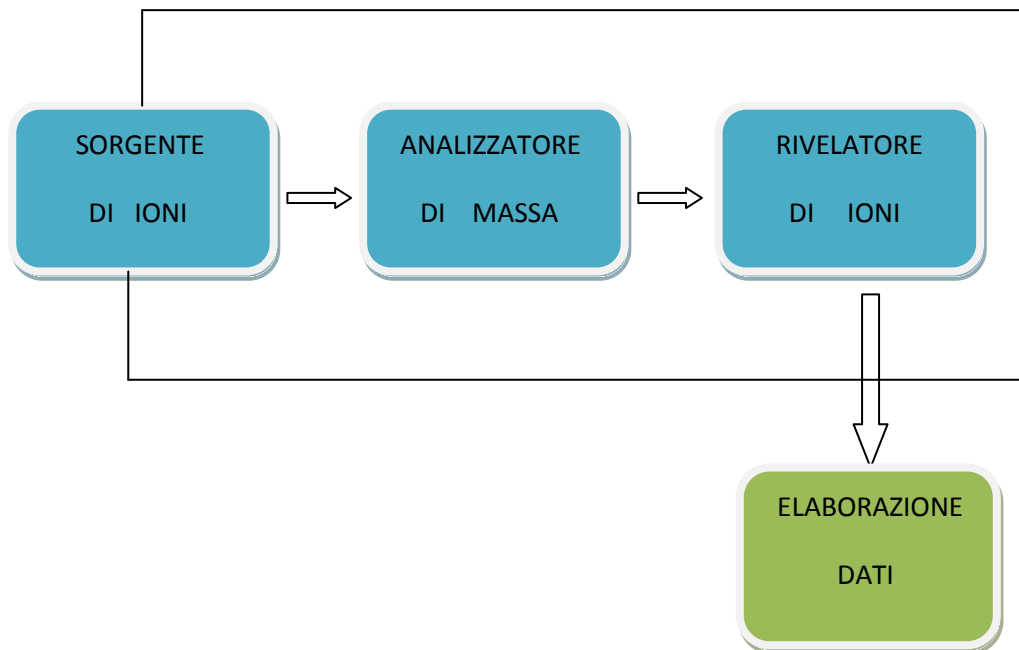 SORGENTE
DI IONI
ANALIZZATORE
DI MASSA
RIVELATORE
DI IONI
ELABORAZIONE
DATI